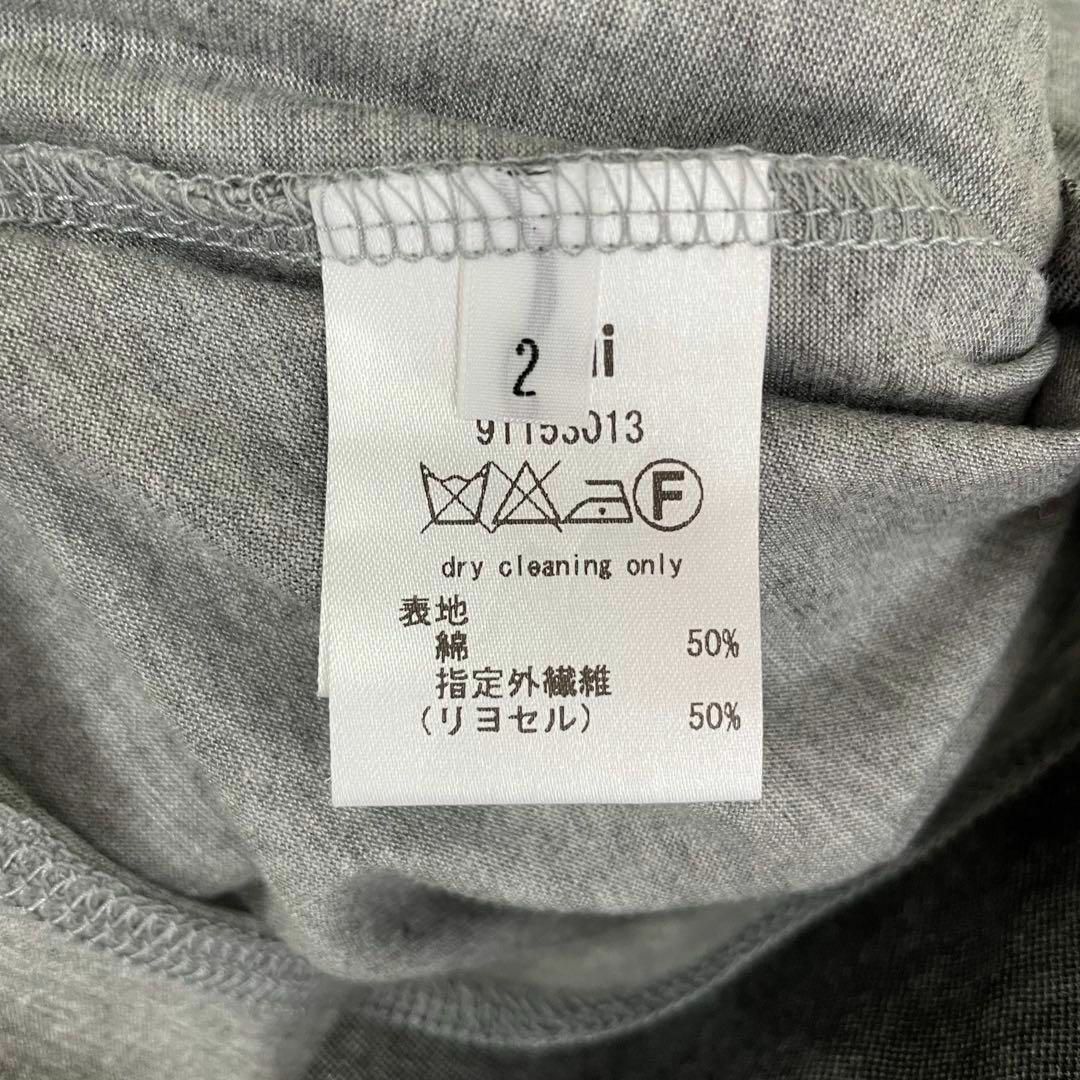 2
91153013
F
dry cleaning only
表地
綿 50%
指定外繊維
(リヨセル) 50%